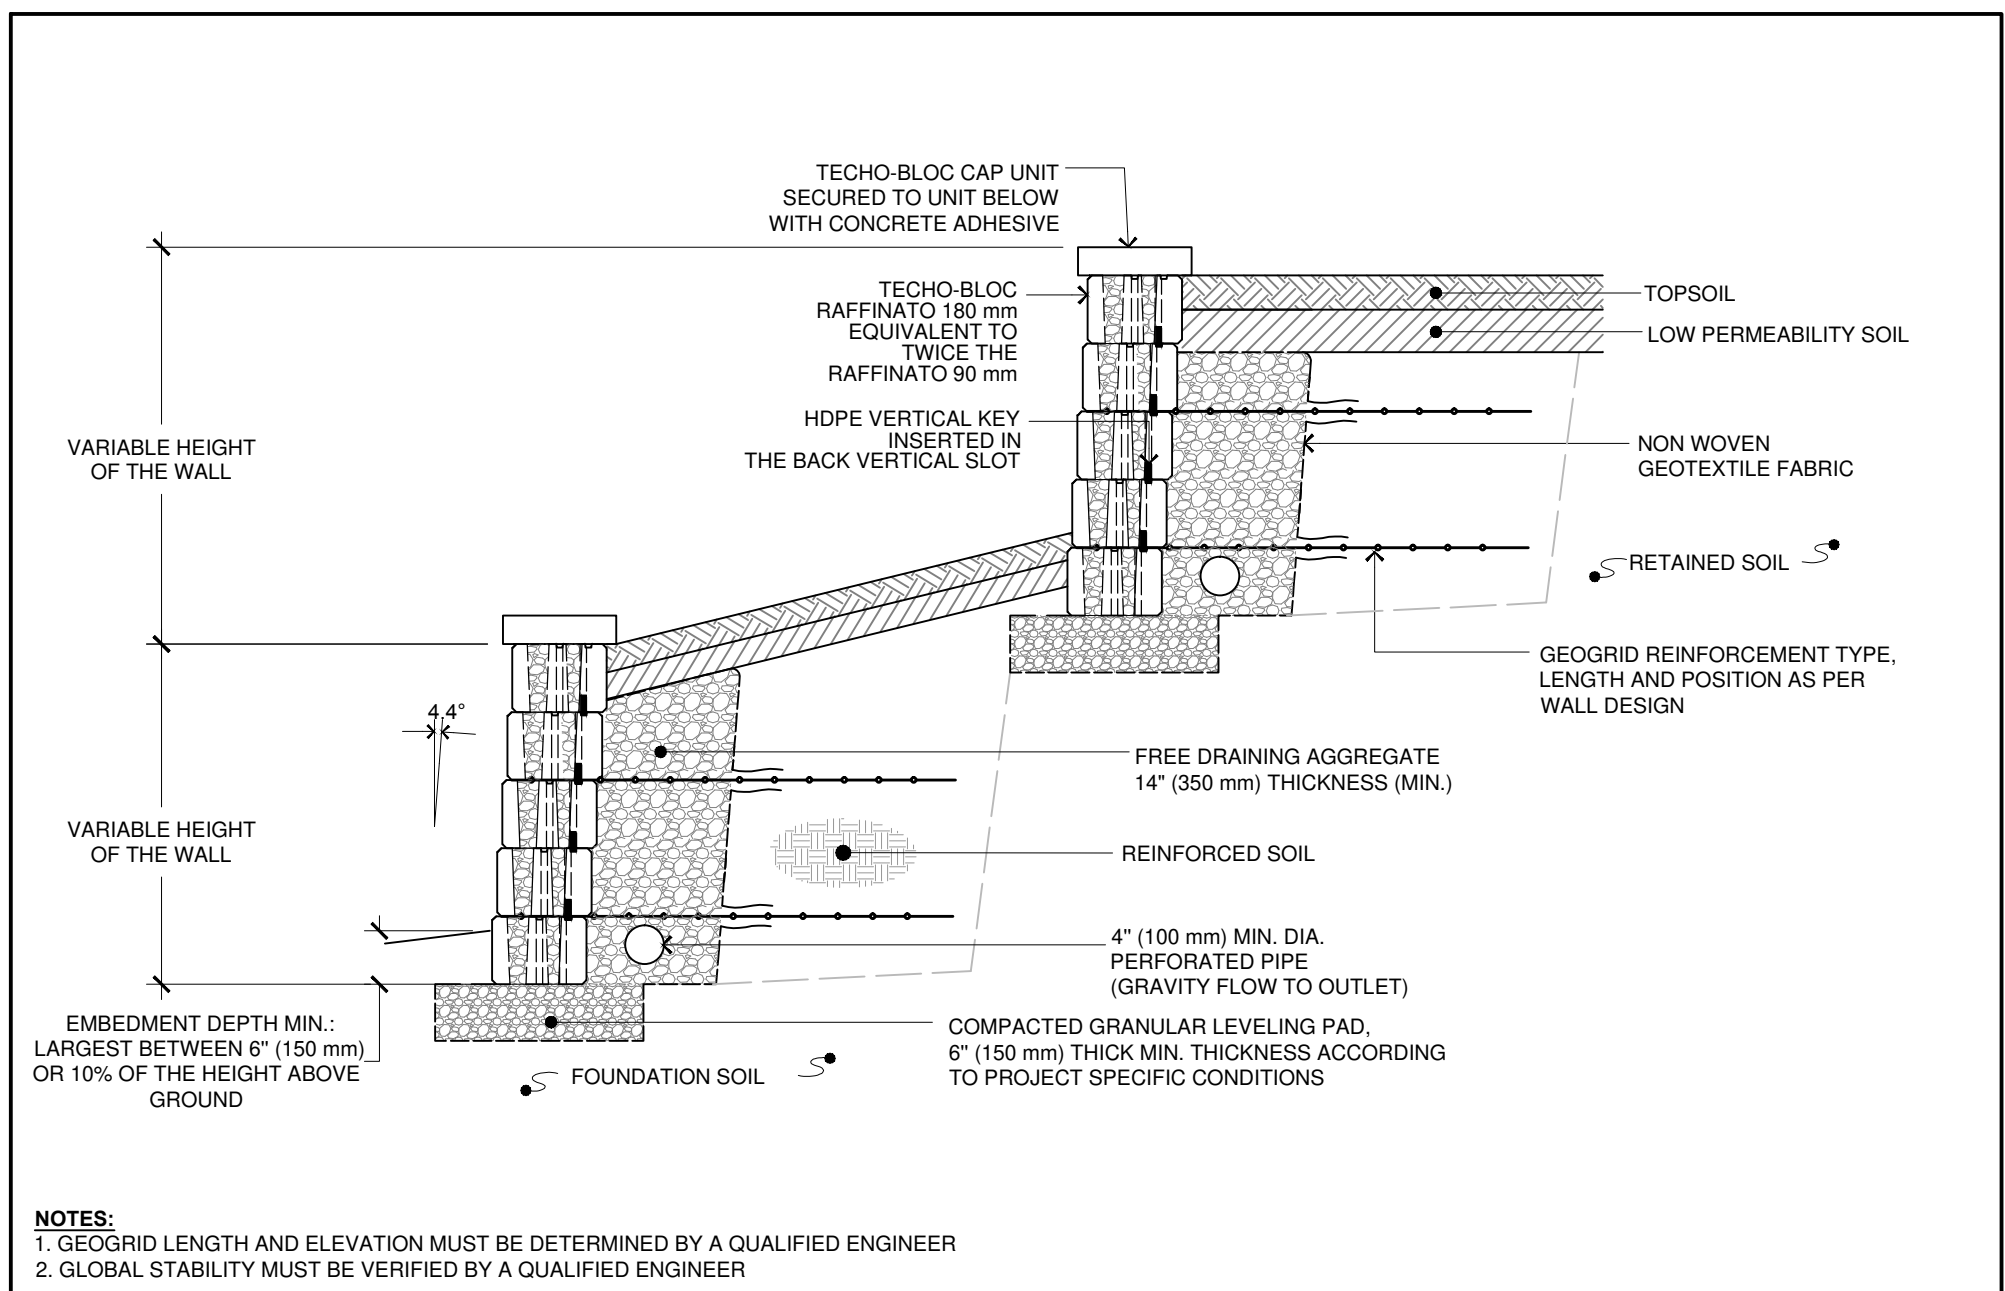 TECHO-BLOC CAP UNIT
SECURED TO UNIT BELOW
WITH CONCRETE ADHESIVE
TECHO-BLOC
RAFFINATO 180 mm
EQUIVALENT TO
TWICE THE
RAFFINATO 90 mm
TOPSOIL
LOW PERMEABILITY SOIL
HDPE VERTICAL KEY
INSERTED IN
THE BACK VERTICAL SLOT
VARIABLE HEIGHT
OF THE WALL
NON WOVEN
GEOTEXTILE FABRIC
RETAINED SOIL
GEOGRID REINFORCEMENT TYPE,
LENGTH AND POSITION AS PER
WALL DESIGN
4.4°
FREE DRAINING AGGREGATE
14" (350 mm) THICKNESS (MIN.)
VARIABLE HEIGHT
OF THE WALL
REINFORCED SOIL
4" (100 mm) MIN. DIA.
PERFORATED PIPE
(GRAVITY FLOW TO OUTLET)
EMBEDMENT DEPTH MIN.:
LARGEST BETWEEN 6" (150 mm)
OR 10% OF THE HEIGHT ABOVE
GROUND
COMPACTED GRANULAR LEVELING PAD,
6" (150 mm) THICK MIN. THICKNESS ACCORDING
TO PROJECT SPECIFIC CONDITIONS
FOUNDATION SOIL
NOTES:
1. GEOGRID LENGTH AND ELEVATION MUST BE DETERMINED BY A QUALIFIED ENGINEER
2. GLOBAL STABILITY MUST BE VERIFIED BY A QUALIFIED ENGINEER